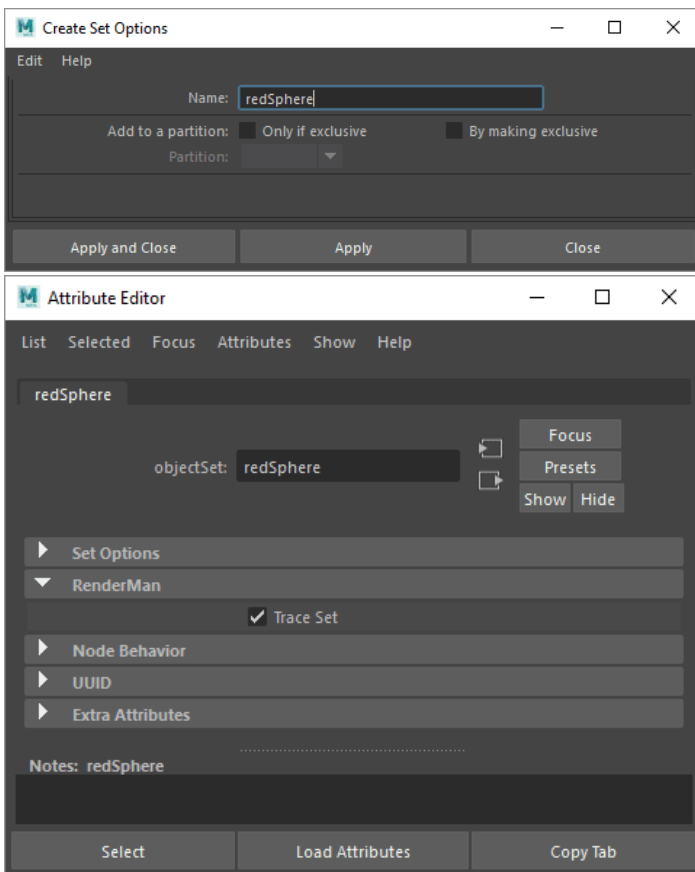 Create Set Options
Edit Help
Name: redSphere
Add to a partition: Only if exclusive By making exclusive
Partition:
Apply and Close Apply Close
Attribute Editor
List Selected Focus Attributes Show Help
redSphere
Focus
objectSet: redSphere
Presets
Show Hide
Set Options
RenderMan
Trace Set
Node Behavior
UUID
Extra Attributes
Notes: redSphere
Select Load Attributes Copy Tab